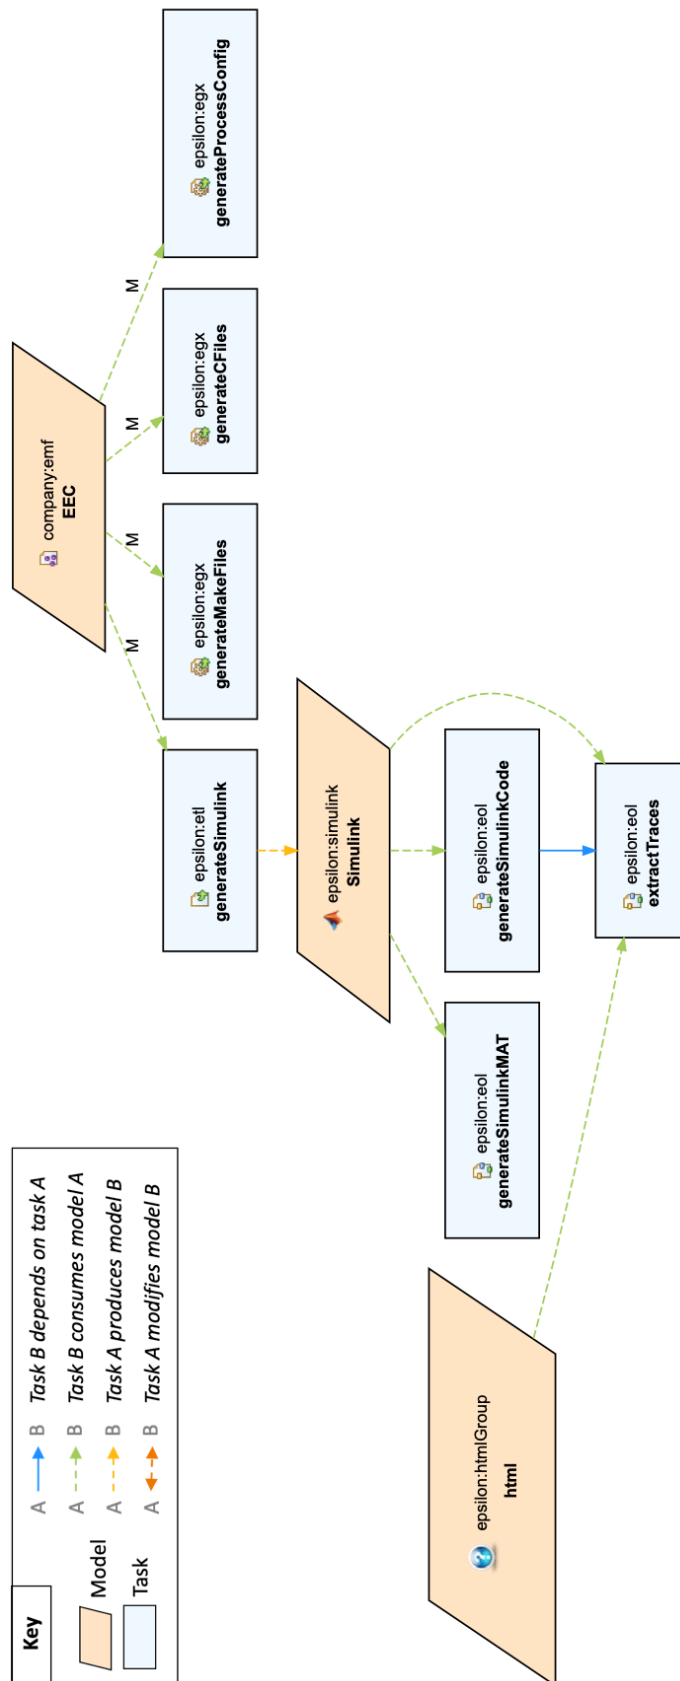 Key
Model
Task
A B Task B depends on task A
A B Task B consumes model A
A B Task A produces model B
A B Task A modifies model B
company:emf
EEC
M
M
M
M
epsilon:etl
generateSimulink
epsilon:egx
generateMakeFiles
epsilon:egx
generateCFiles
epsilon:egx
generateProcessConfig
epsilon:simulink
Simulink
epsilon:htmlGroup
html
epsilon:eol
generateSimulinkMAT
epsilon:eol
generateSimulinkCode
epsilon:eol
extractTraces